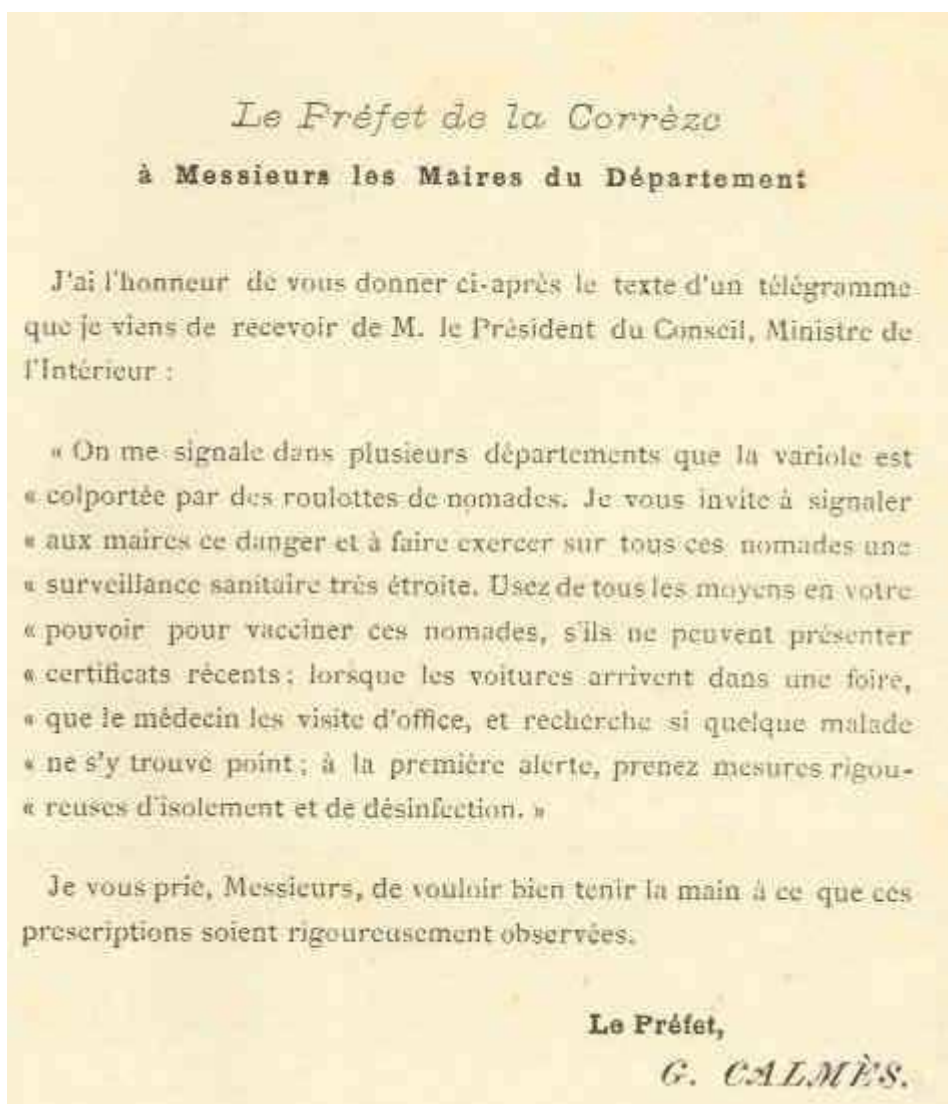 Le Préfet de la Corrèze
à Messieurs les Maires du Département
J'ai l'honneur de vous donner ci-après le texte d'un télégramme
que je viens de recevoir de M. le Président du Conseil, Ministre de
l'Intérieur :
« On me signale dans plusieurs départements que la variole est
« colportée par des roulottes de nomades. Je vous invite à signaler
« aux maires ce danger et à faire exercer sur tous ces nomades une
« surveillance sanitaire très étroite. Usez de tous les moyens en votre
« pouvoir pour vacciner ces nomades, s'ils ne peuvent présenter
« certificats récents ; lorsque les voitures arrivent dans une foire,
« que le médecin les visite d'office, et recherche si quelque malade
« ne s'y trouve point ; à la première alerte, prenez mesures rigou-
« reuses d'isolement et de désinfection. »
Je vous prie, Messieurs, de vouloir bien tenir la main à ce que ces
prescriptions soient rigoureusement observées.
Le Préfet,
G. CALMÈS.